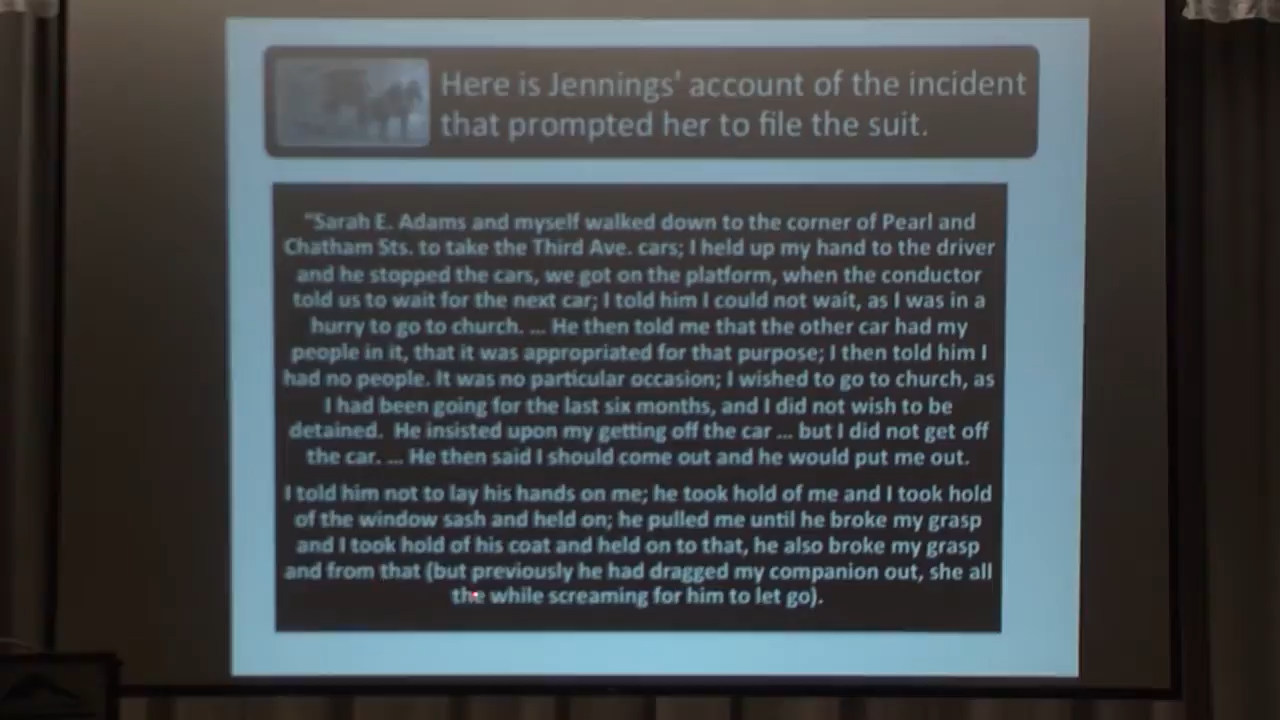 Here is Jennings' account of the incident
that prompted her to file the suit.
"Sarah E. Adams and myself walked down to the corner of Pearl and
Chatham Sts. to take the Third Ave. cars; I held up my hand to the driver
and he stopped the cars, we got on the platform, when the conductor
told us to wait for the next car; I told him I could not wait, as I was in a
hurry to go to church. ... He then told me that the other car had my
people in it, that it was appropriated for that purpose; I then told him I
had no people. It was no particular occasion; I wished to go to church, as
I had been going for the last six months, and I did not wish to be
detained. He insisted upon my getting off the car ... but I did not get off
the car. ... He then said I should come out and he would put me out.
I told him not to lay his hands on me; he took hold of me and I took hold
of the window sash and held on; he pulled me until he broke my grasp
and I took hold of his coat and held on to that, he also broke my grasp
and from that (but previously he had dragged my companion out, she all
the while screaming for him to let go).